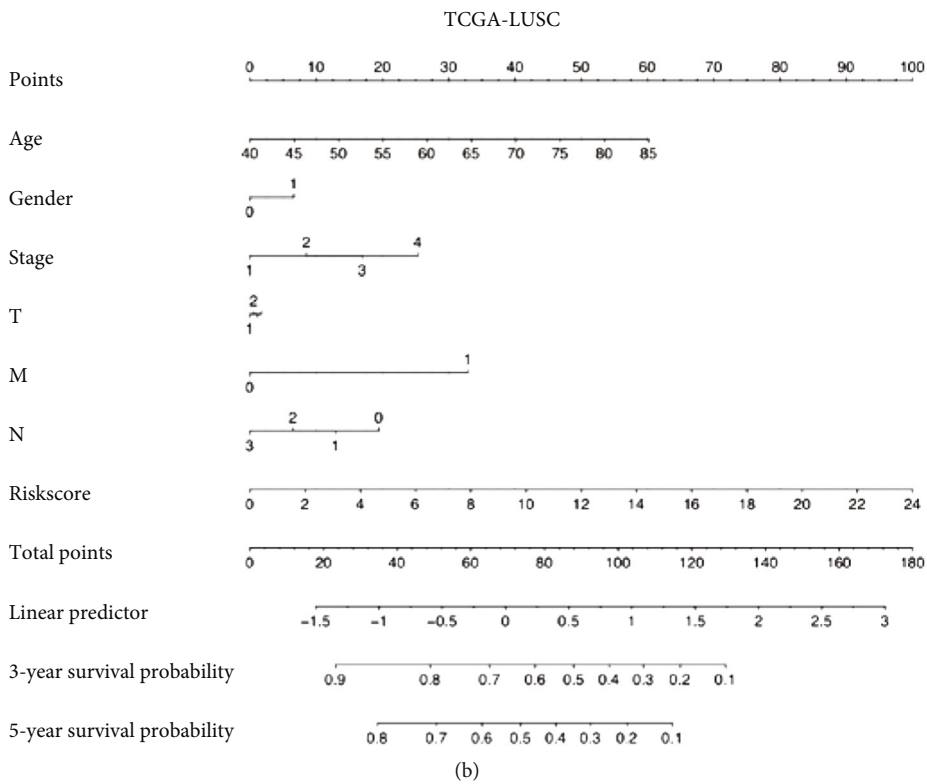 TCGA-LUSC
Points 0 10 20 30 40 50 60 70 80 90 100
Age 40 45 50 55 60 65 70 75 80 85
Gender 0 1
Stage 1 2 3 4
T 1 2
M 0 1
N 3 2 1 0
Riskscore 0 2 4 6 8 10 12 14 16 18 20 22 24
Total points 0 20 40 60 80 100 120 140 160 180
Linear predictor −1.5 −1 −0.5 0 0.5 1 1.5 2 2.5 3
3-year survival probability 0.9 0.8 0.7 0.6 0.5 0.4 0.3 0.2 0.1
5-year survival probability 0.8 0.7 0.6 0.5 0.4 0.3 0.2 0.1
(b)